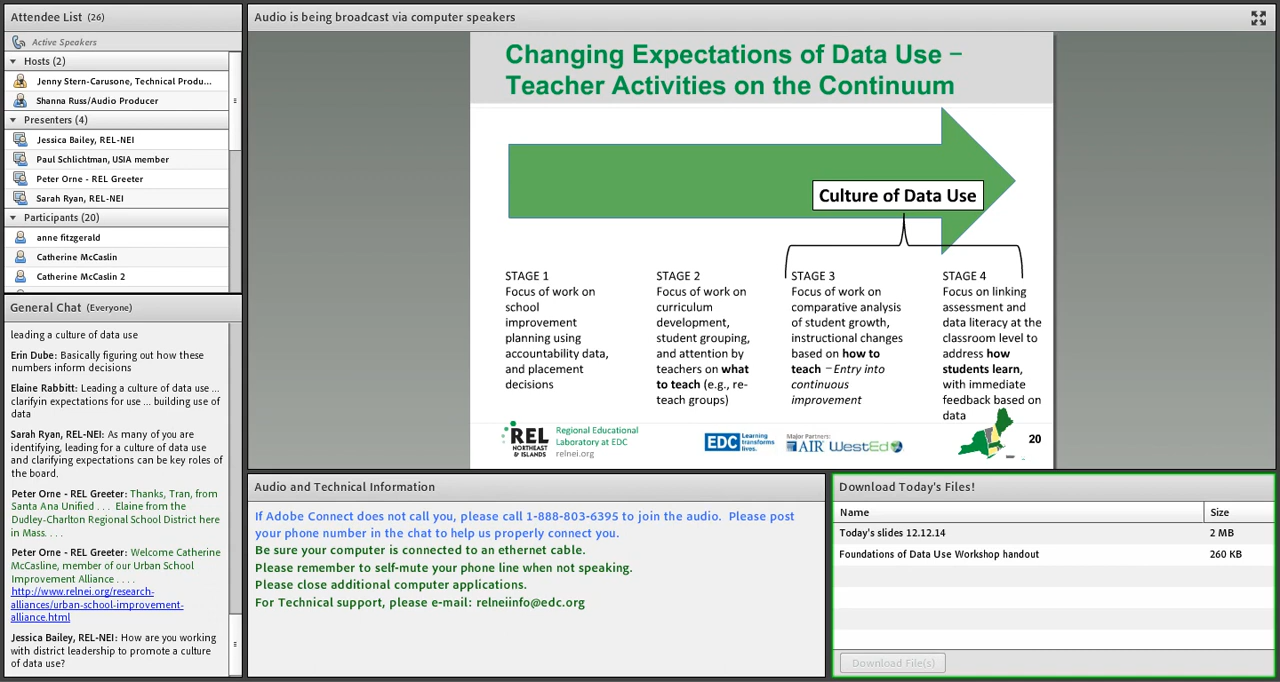 Attendee List (26)
Active Speakers
Hosts (2)
Jenny Stern-Carusone, Technical Produ...
Shanna Russ/Audio Producer
Presenters (4)
Jessica Bailey, REL-NEI
Paul Schlichtman, USIA member
Peter Orne - REL Greeter
Sarah Ryan, REL-NEI
Participants (20)
anne fitzgerald
Catherine McCaslin
Catherine McCaslin 2
General Chat (Everyone)
leading a culture of data use
Erin Dube: Basically figuring out how these
numbers inform decisions
Elaine Rabbitt: Leading a culture of data use ...
clarifyin expectations for use ... building use of
data
Sarah Ryan, REL-NEI: As many of you are
identifying, leading for a culture of data use
and clarifying expectations can be key roles of
the board.
Peter Orne - REL Greeter: Thanks, Tran, from
Santa Ana Unified . . . Elaine from the
Dudley-Charlton Regional School District here
in Mass. . . .
Peter Orne - REL Greeter: Welcome Catherine
McCasline, member of our Urban School
Improvement Alliance . . . .
http://www.relnei.org/research-
alliances/urban-school-improvement-
alliance.html
Jessica Bailey, REL-NEI: How are you working
with district leadership to promote a culture
of data use?
Audio is being broadcast via computer speakers
Changing Expectations of Data Use –
Teacher Activities on the Continuum
Culture of Data Use
STAGE 1
Focus of work on
school
improvement
planning using
accountability data,
and placement
decisions
STAGE 2
Focus of work on
curriculum
development,
student grouping,
and attention by
teachers on what
to teach (e.g., re-
teach groups)
STAGE 3
Focus of work on
comparative analysis
of student growth,
instructional changes
based on how to
teach – Entry into
continuous
improvement
STAGE 4
Focus on linking
assessment and
data literacy at the
classroom level to
address how
students learn,
with immediate
feedback based on
data
REL
NORTHEAST
& ISLANDS
Regional Educational
Laboratory at EDC
relnei.org
EDC Learning
transforms
lives.
Major Partners:
AIR WestEd
20
Audio and Technical Information
If Adobe Connect does not call you, please call 1-888-803-6395 to join the audio. Please post
your phone number in the chat to help us properly connect you.
Be sure your computer is connected to an ethernet cable.
Please remember to self-mute your phone line when not speaking.
Please close additional computer applications.
For Technical support, please e-mail: relneiinfo@edc.org
Download Today's Files!
Name Size
Today's slides 12.12.14 2 MB
Foundations of Data Use Workshop handout 260 KB
Download File(s)